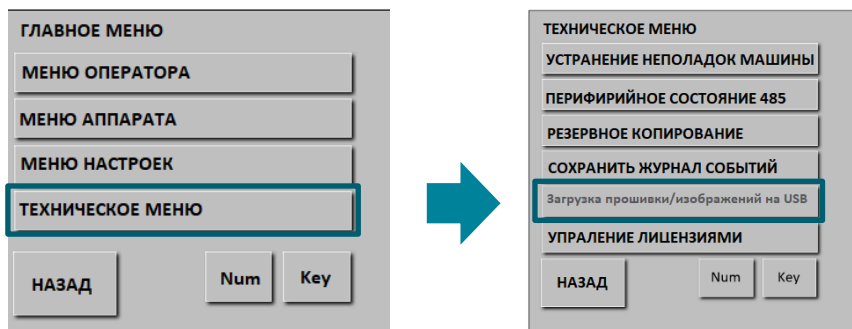 ГЛАВНОЕ МЕНЮ
МЕНЮ ОПЕРАТОРА
МЕНЮ АППАРАТА
МЕНЮ НАСТРОЕК
ТЕХНИЧЕСКОЕ МЕНЮ
НАЗАД
Num
Key
ТЕХНИЧЕСКОЕ МЕНЮ
УСТРАНЕНИЕ НЕПОЛАДОК МАШИНЫ
ПЕРИФИРИЙНОЕ СОСТОЯНИЕ 485
РЕЗЕРВНОЕ КОПИРОВАНИЕ
СОХРАНИТЬ ЖУРНАЛ СОБЫТИЙ
Загрузка прошивки/изображений на USB
УПРАЛЕНИЕ ЛИЦЕНЗИЯМИ
НАЗАД
Num
Key